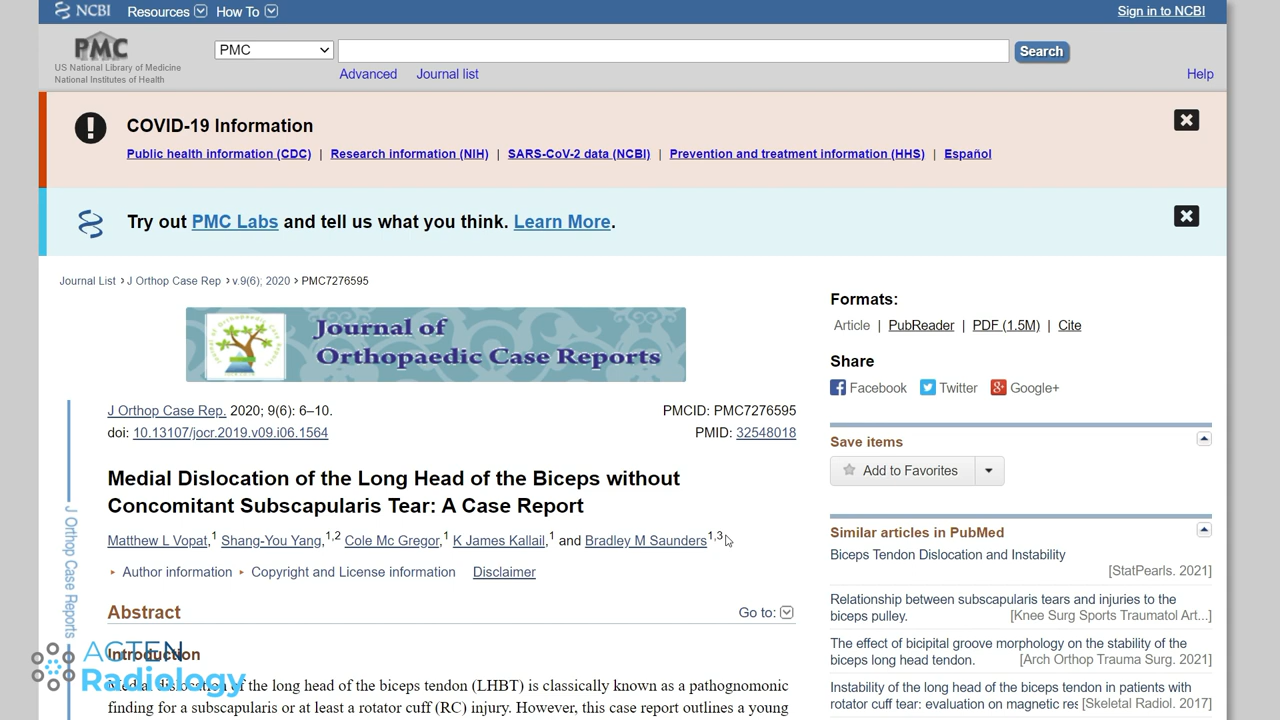 NCBI Resources How To Sign in to NCBI
PMC
US National Library of Medicine
National Institutes of Health
PMC
Search
Advanced Journal list
Help
COVID-19 Information
Public health information (CDC) | Research information (NIH) | SARS-CoV-2 data (NCBI) | Prevention and treatment information (HHS) | Español
Try out PMC Labs and tell us what you think. Learn More.
Journal List > J Orthop Case Rep > v.9(6); 2020 > PMC7276595
Journal of
Orthopaedic Case Reports
J Orthop Case Rep. 2020; 9(6): 6–10.
PMCID: PMC7276595
doi: 10.13107/jocr.2019.v09.i06.1564
PMID: 32548018
Medial Dislocation of the Long Head of the Biceps without
Concomitant Subscapularis Tear: A Case Report
Matthew L Vopat,1 Shang-You Yang,1,2 Cole Mc Gregor,1 K James Kallail,1 and Bradley M Saunders1,3
Author information Copyright and License information Disclaimer
Abstract
Go to:
Introduction
Medial dislocation of the long head of the biceps tendon (LHBT) is classically known as a pathognomonic
finding for a subscapularis or at least a rotator cuff (RC) injury. However, this case report outlines a young
J Orthop Case Reports
ACTEN
Radiology
Formats:
Article | PubReader | PDF (1.5M) | Cite
Share
Facebook Twitter Google+
Save items
Add to Favorites
Similar articles in PubMed
Biceps Tendon Dislocation and Instability
[StatPearls. 2021]
Relationship between subscapularis tears and injuries to the
biceps pulley. [Knee Surg Sports Traumatol Art...]
The effect of bicipital groove morphology on the stability of the
biceps long head tendon. [Arch Orthop Trauma Surg. 2021]
Instability of the long head of the biceps tendon in patients with
rotator cuff tear: evaluation on magnetic res [Skeletal Radiol. 2017]